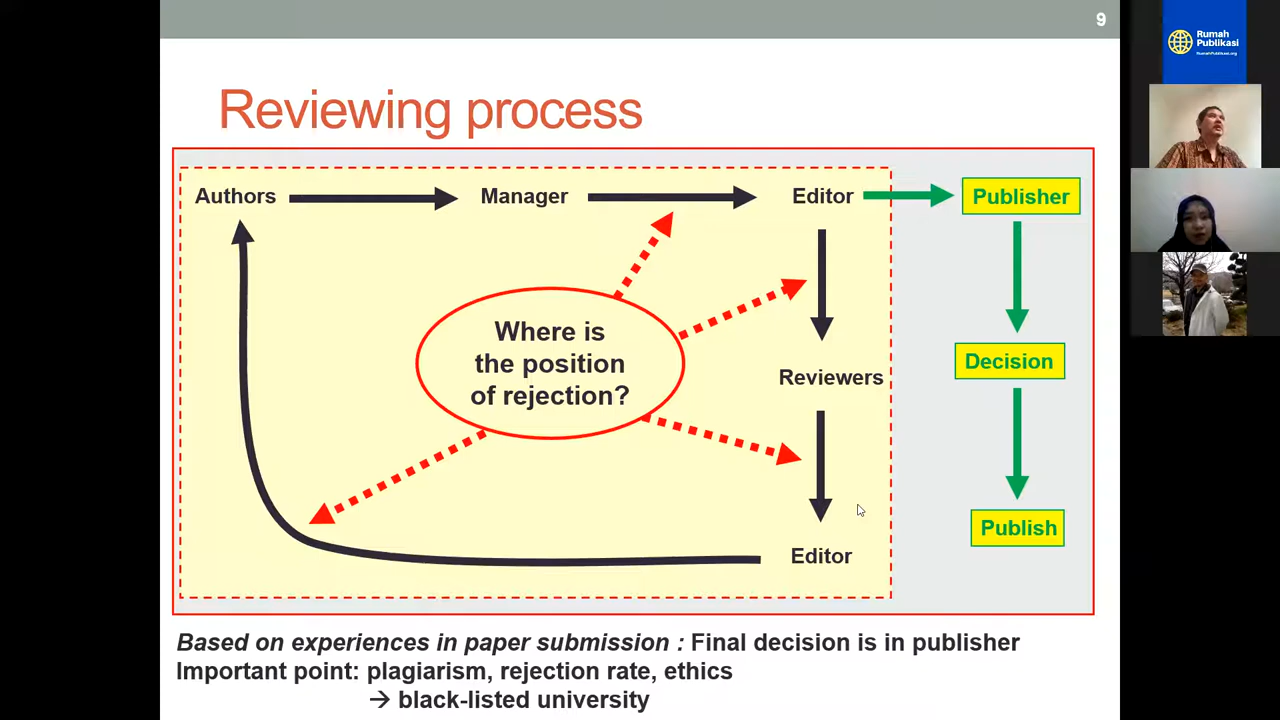 9
Rumah
Publikasi
RumahPublikasi.org
Reviewing process
Authors
Manager
Editor
Publisher
Where is
the position
of rejection?
Reviewers
Decision
Editor
Publish
Based on experiences in paper submission : Final decision is in publisher
Important point: plagiarism, rejection rate, ethics
→ black-listed university